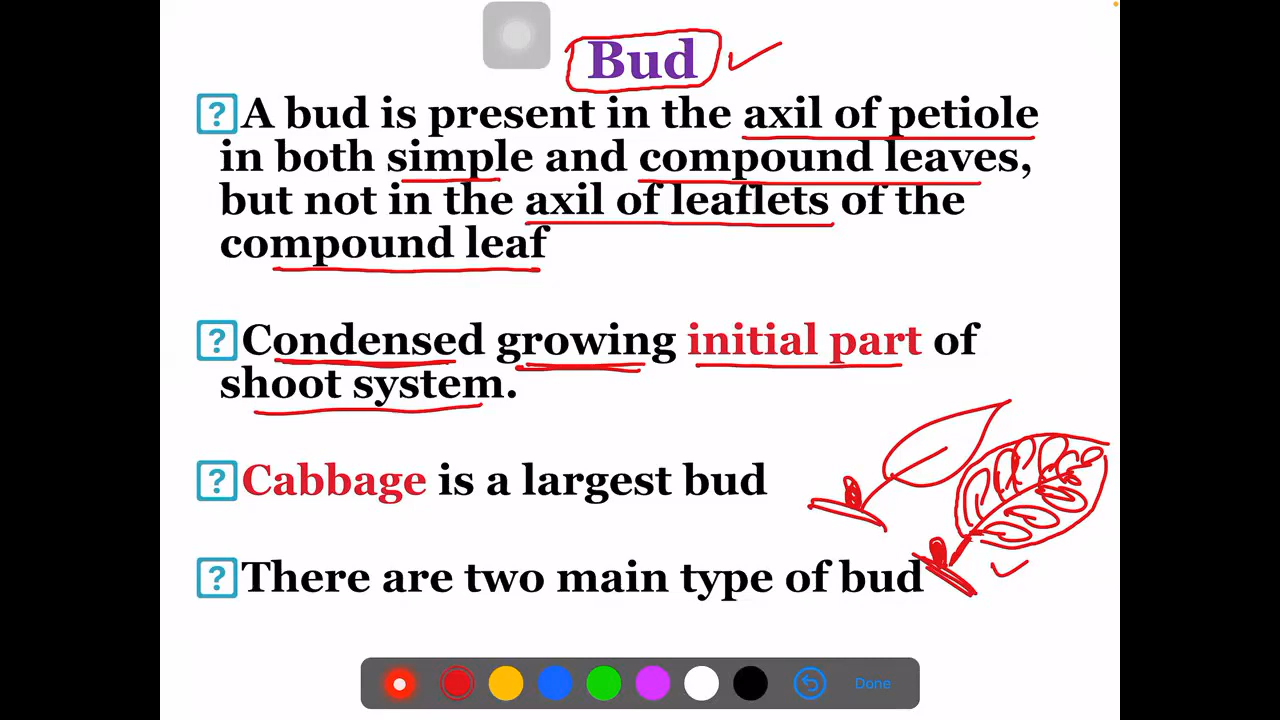 Bud
A bud is present in the axil of petiole
in both simple and compound leaves,
but not in the axil of leaflets of the
compound leaf
Condensed growing initial part of
shoot system.
Cabbage is a largest bud
There are two main type of bud
Done